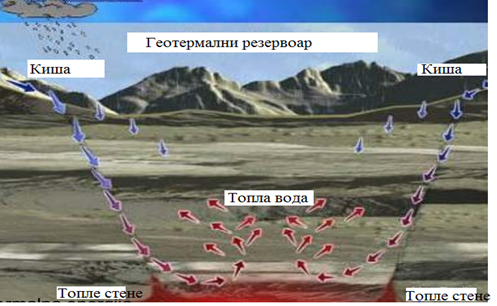 Геотермални резервоар
Киша
Киша
Топла вода
Топле стене
Топле стене